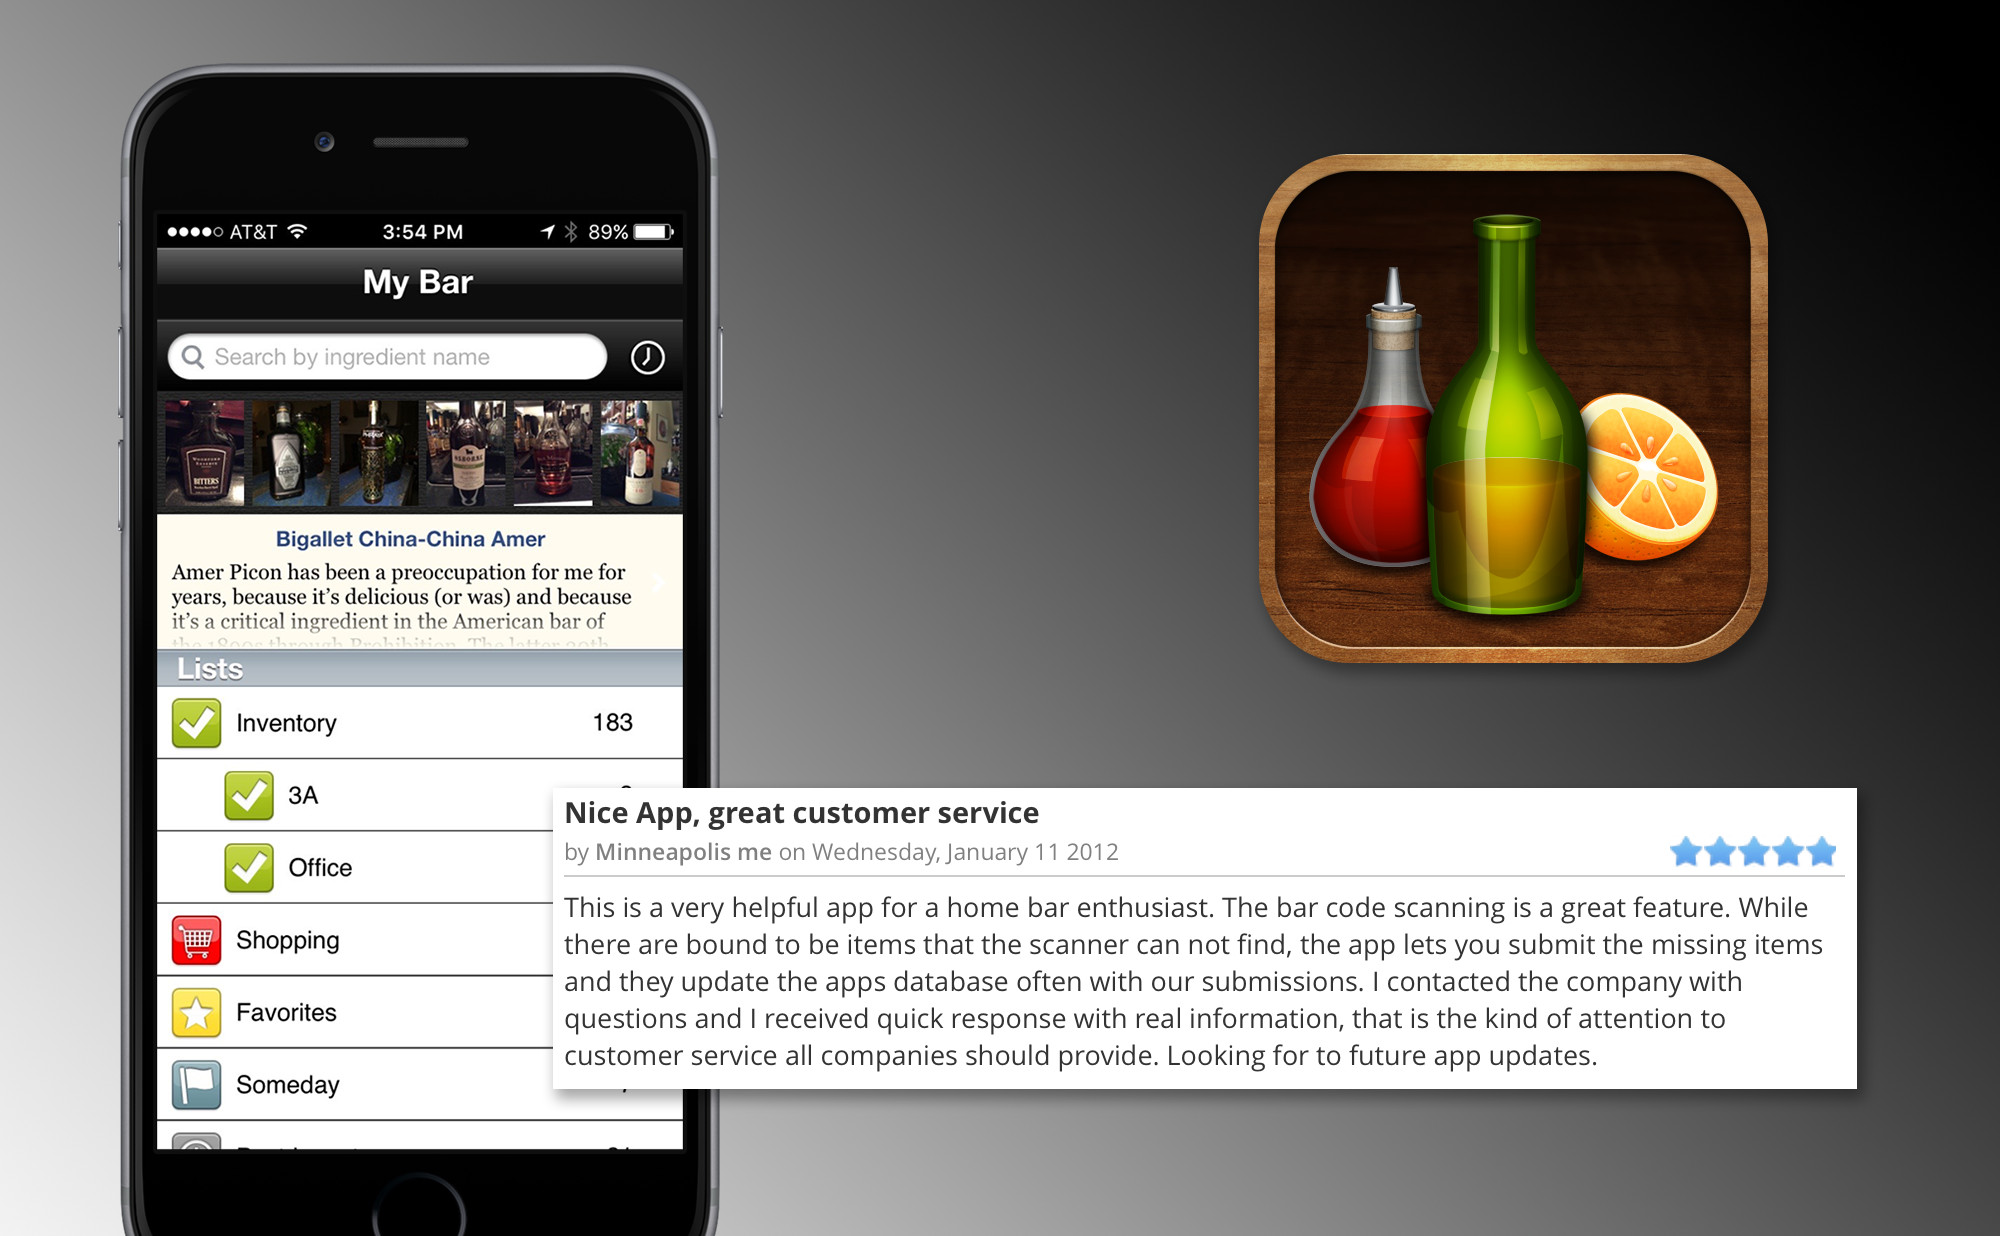 AT&T 3:54 PM 89%
My Bar
Search by ingredient name
BITTERS
Bigallet China-China Amer
Amer Picon has been a preoccupation for me for
years, because it’s delicious (or was) and because
it’s a critical ingredient in the American bar of
the 1800s through Prohibition. The latter 20th
Lists
Inventory 183
3A
Office
Shopping
Favorites
Someday
Nice App, great customer service
by Minneapolis me on Wednesday, January 11 2012
This is a very helpful app for a home bar enthusiast. The bar code scanning is a great feature. While
there are bound to be items that the scanner can not find, the app lets you submit the missing items
and they update the apps database often with our submissions. I contacted the company with
questions and I received quick response with real information, that is the kind of attention to
customer service all companies should provide. Looking for to future app updates.